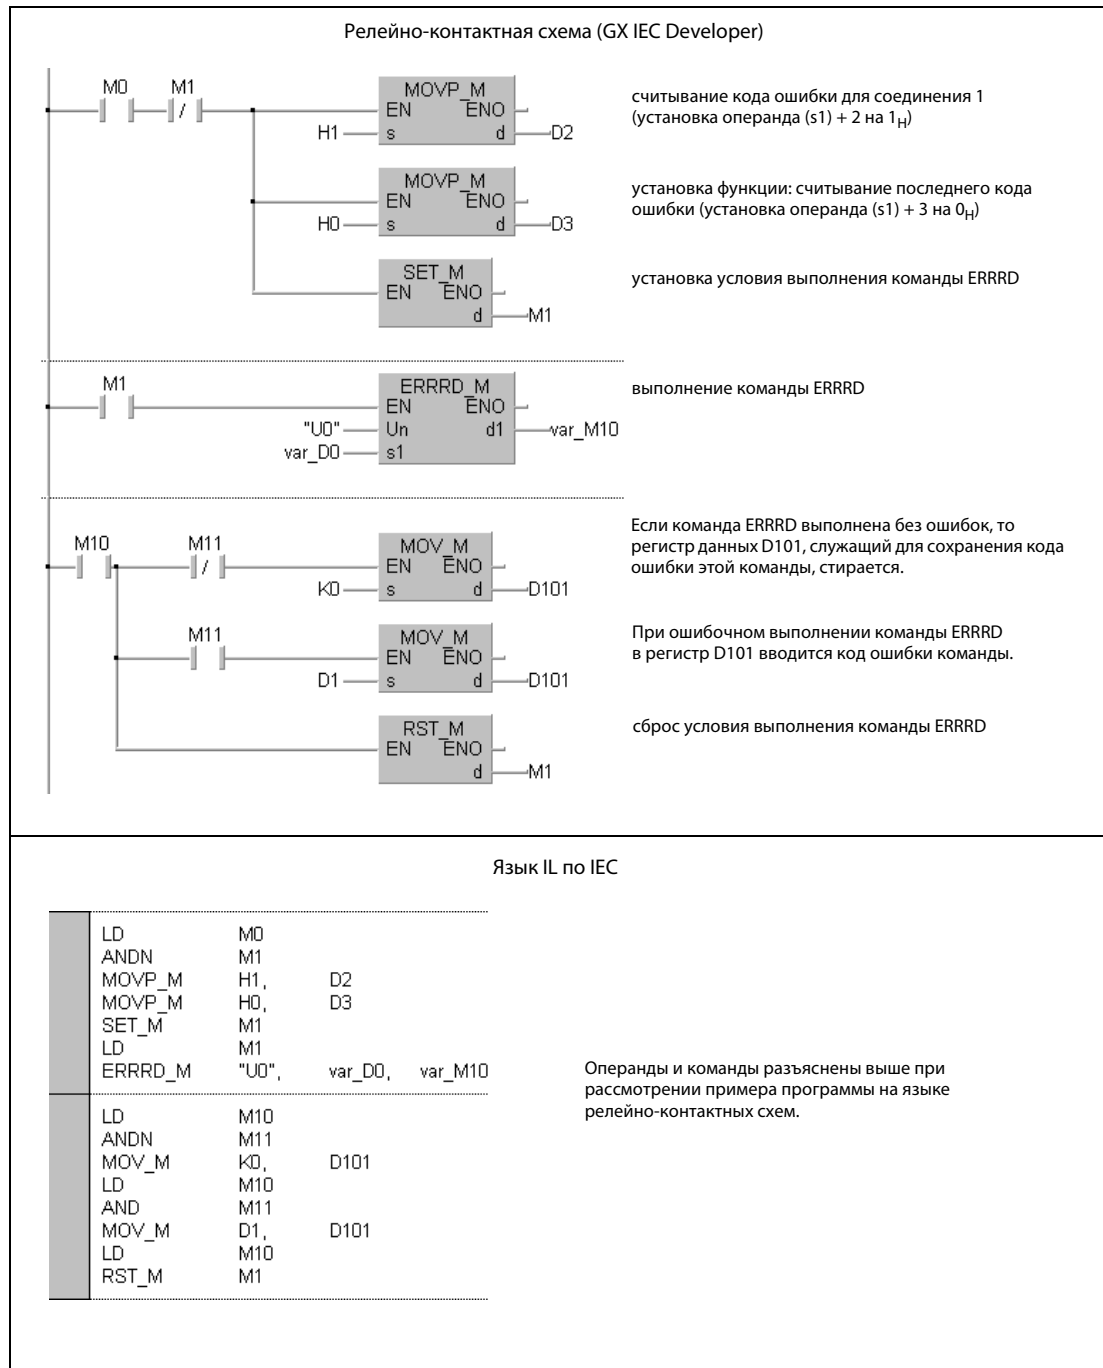 Релейно-контактная схема (GX IEC Developer)
M0 M1
MOVP_M
EN ENO
H1 s d D2
считывание кода ошибки для соединения 1
(установка операнда (s1) + 2 на 1H)
MOVP_M
EN ENO
H0 s d D3
установка функции: считывание последнего кода
ошибки (установка операнда (s1) + 3 на 0H)
SET_M
EN ENO
d M1
установка условия выполнения команды ERRRD
M1
ERRRD_M
EN ENO
"U0" Un d1 var_M10
var_D0 s1
выполнение команды ERRRD
M10 M11
MOV_M
EN ENO
K0 s d D101
Если команда ERRRD выполнена без ошибок, то
регистр данных D101, служащий для сохранения кода
ошибки этой команды, стирается.
M11
MOV_M
EN ENO
D1 s d D101
При ошибочном выполнении команды ERRRD
в регистр D101 вводится код ошибки команды.
RST_M
EN ENO
d M1
сброс условия выполнения команды ERRRD
Язык IL по IEC
LD M0
ANDN M1
MOVP_M H1, D2
MOVP_M H0, D3
SET_M M1
LD M1
ERRRD_M "U0", var_D0, var_M10
LD M10
ANDN M11
MOV_M K0, D101
LD M10
AND M11
MOV_M D1, D101
LD M10
RST_M M1
Операнды и команды разъяснены выше при
рассмотрении примера программы на языке
релейно-контактных схем.